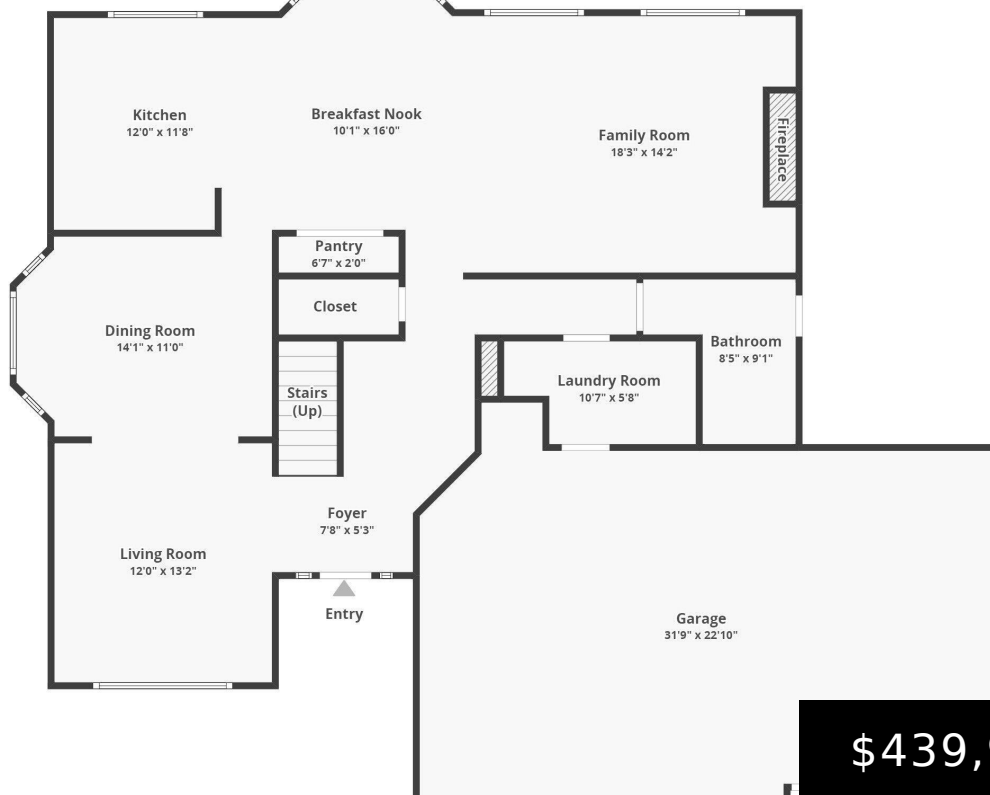 Kitchen
12'0" x 11'8"
Breakfast Nook
10'1" x 16'0"
Family Room
18'3" x 14'2"
Fireplace
Pantry
6'7" x 2'0"
Closet
Dining Room
14'1" x 11'0"
Bathroom
8'5" x 9'1"
Laundry Room
10'7" x 5'8"
Stairs
(Up)
Foyer
7'8" x 5'3"
Living Room
12'0" x 13'2"
Entry
Garage
31'9" x 22'10"
$439,